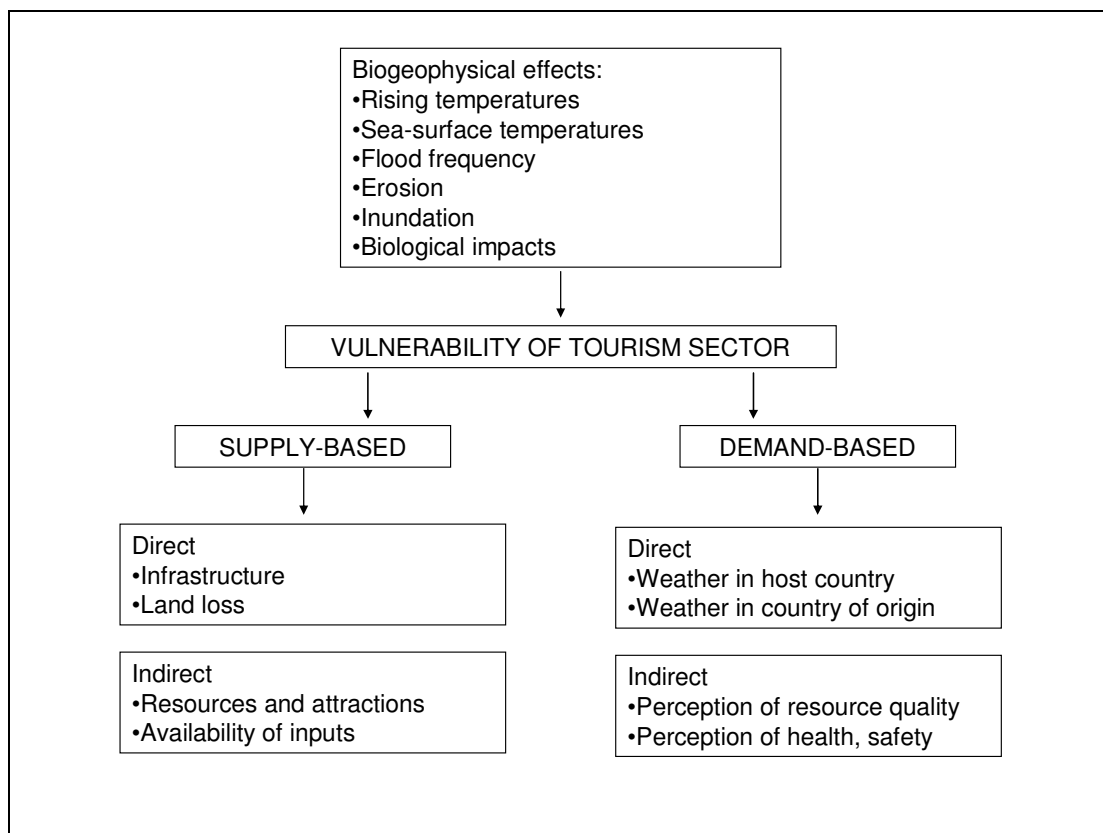 Biogeophysical effects:
•Rising temperatures
•Sea-surface temperatures
•Flood frequency
•Erosion
•Inundation
•Biological impacts
VULNERABILITY OF TOURISM SECTOR
SUPPLY-BASED
DEMAND-BASED
Direct
•Infrastructure
•Land loss
Direct
•Weather in host country
•Weather in country of origin
Indirect
•Resources and attractions
•Availability of inputs
Indirect
•Perception of resource quality
•Perception of health, safety